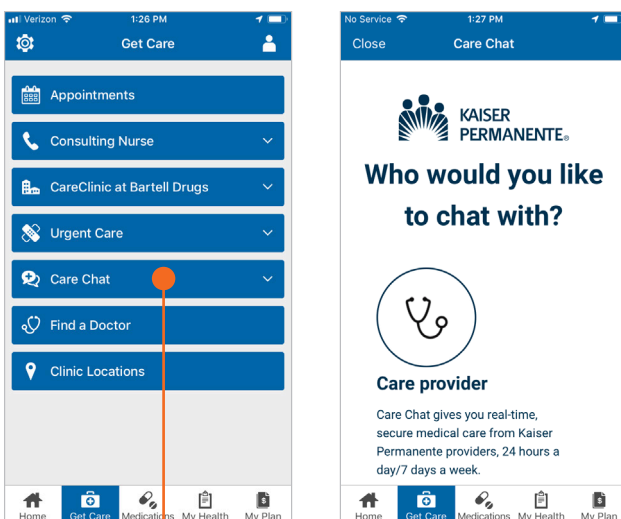 Verizon 1:26 PM
Get Care
Appointments
Consulting Nurse
CareClinic at Bartell Drugs
Urgent Care
Care Chat
Find a Doctor
Clinic Locations
Home Get Care Medications My Health My Plan
No Service 1:27 PM
Close Care Chat
KAISER
PERMANENTE®
Who would you like
to chat with?
Care provider
Care Chat gives you real-time,
secure medical care from Kaiser
Permanente providers, 24 hours a
day/7 days a week.
Home Get Care Medications My Health My Plan